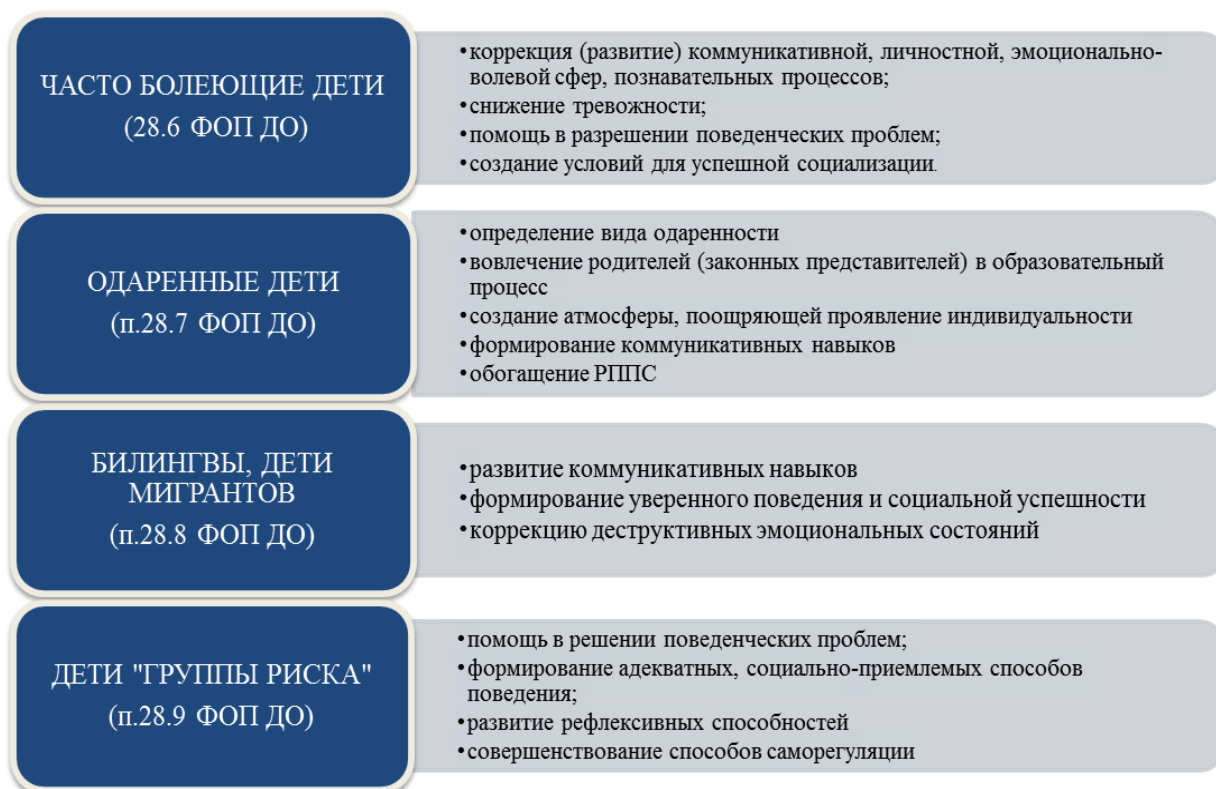 ЧАСТО БОЛЕЮЩИЕ ДЕТИ
(28.6 ФОП ДО)
•коррекция (развитие) коммуникативной, личностной, эмоционально-
волевой сфер, познавательных процессов;
•снижение тревожности;
•помощь в разрешении поведенческих проблем;
•создание условий для успешной социализации.
ОДАРЕННЫЕ ДЕТИ
(п.28.7 ФОП ДО)
•определение вида одаренности
•вовлечение родителей (законных представителей) в образовательный
процесс
•создание атмосферы, поощряющей проявление индивидуальности
•формирование коммуникативных навыков
•обогащение РППС
БИЛИНГВЫ, ДЕТИ
МИГРАНТОВ
(п.28.8 ФОП ДО)
•развитие коммуникативных навыков
•формирование уверенного поведения и социальной успешности
•коррекцию деструктивных эмоциональных состояний
ДЕТИ "ГРУППЫ РИСКА"
(п.28.9 ФОП ДО)
•помощь в решении поведенческих проблем;
•формирование адекватных, социально-приемлемых способов
поведения;
•развитие рефлексивных способностей
•совершенствование способов саморегуляции